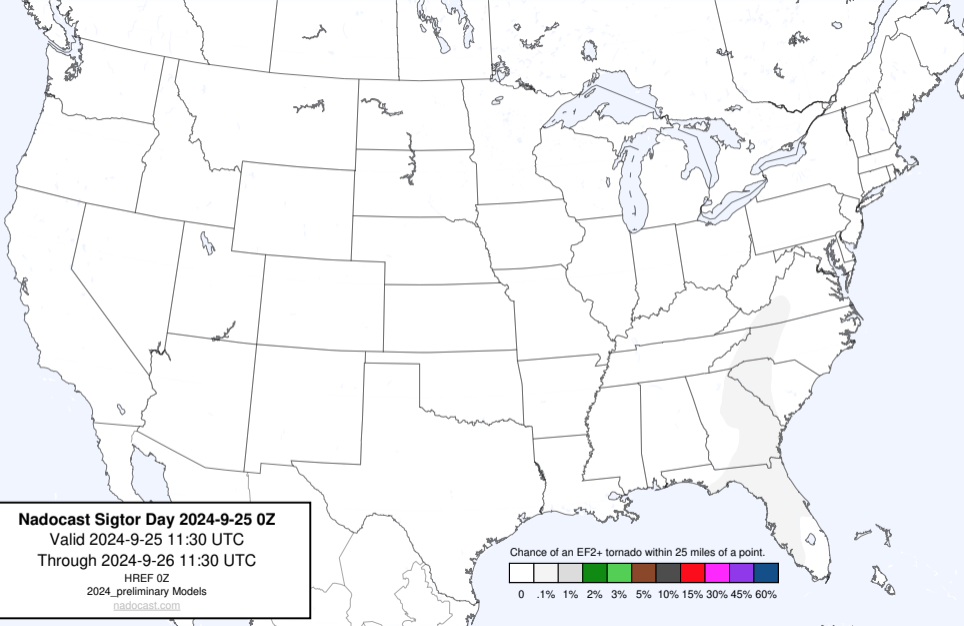 Nadocast Sigtor Day 2024-9-25 0Z
Valid 2024-9-25 11:30 UTC
Through 2024-9-26 11:30 UTC
HREF 0Z
2024_preliminary Models
nadocast.com
Chance of an EF2+ tornado within 25 miles of a point.
0 .1% 1% 2% 3% 5% 10% 15% 30% 45% 60%